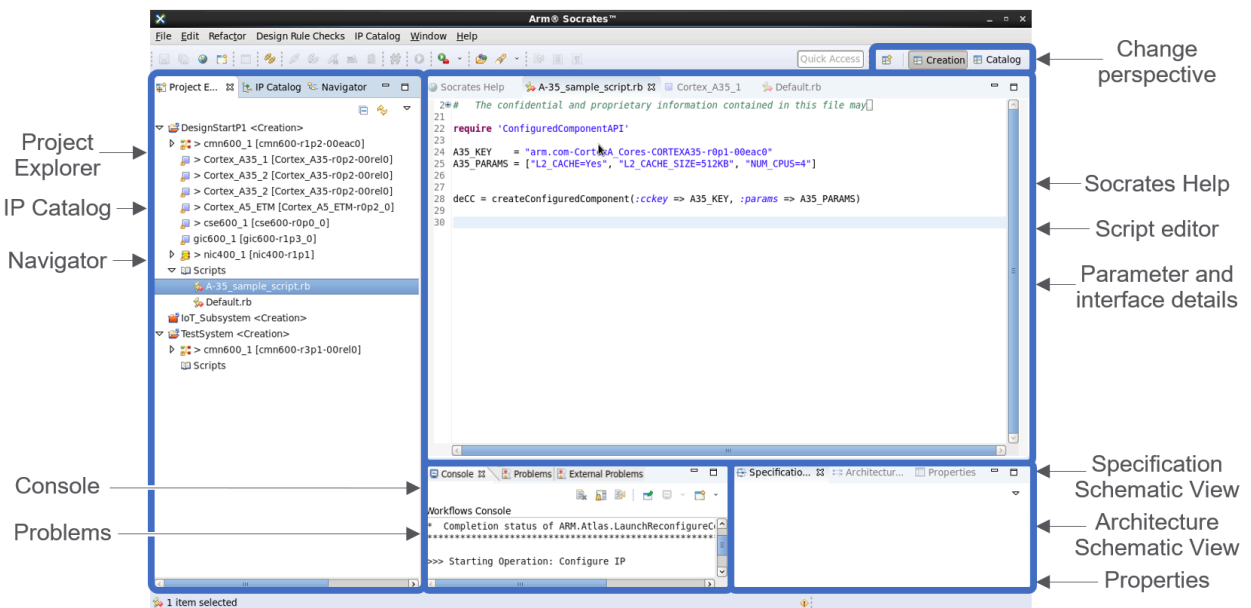 Arm® Socrates™
File Edit Refactor Design Rule Checks IP Catalog Window Help
Quick Access
Creation
Catalog
Change
perspective
Project E...
IP Catalog
Navigator
DesignStartP1 <Creation>
> cmn600_1 [cmn600-r1p2-00eac0]
> Cortex_A35_1 [Cortex_A35-r0p2-00rel0]
> Cortex_A35_2 [Cortex_A35-r0p2-00rel0]
> Cortex_A35_2 [Cortex_A35-r0p2-00rel0]
> Cortex_A5_ETM [Cortex_A5_ETM-r0p2_0]
> cse600_1 [cse600-r0p0_0]
gic600_1 [gic600-r1p3_0]
> nic400_1 [nic400-r1p1]
Scripts
A-35_sample_script.rb
Default.rb
IoT_Subsystem <Creation>
TestSystem <Creation>
> cmn600_1 [cmn600-r3p1-00rel0]
Scripts
Project
Explorer
IP Catalog
Navigator
Socrates Help
A-35_sample_script.rb
Cortex_A35_1
Default.rb
2 # The confidential and proprietary information contained in this file may
21
22 require 'ConfiguredComponentAPI'
23
24 A35_KEY = "arm.com-CortexA_Cores-CORTEXA35-r0p1-00eac0"
25 A35_PARAMS = ["L2_CACHE=Yes", "L2_CACHE_SIZE=512KB", "NUM_CPUS=4"]
26
27
28 deCC = createConfiguredComponent(:cckey => A35_KEY, :params => A35_PARAMS)
29
30
Socrates Help
Script editor
Parameter and
interface details
Console
Problems
External Problems
Workflows Console
* Completion status of ARM.Atlas.LaunchReconfigureC
*****************************************************
>>> Starting Operation: Configure IP
Console
Problems
Specificatio...
Architectur...
Properties
Specification
Schematic View
Architecture
Schematic View
Properties
1 item selected